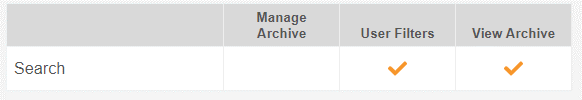 Manage
Archive
User Filters
View Archive
Search